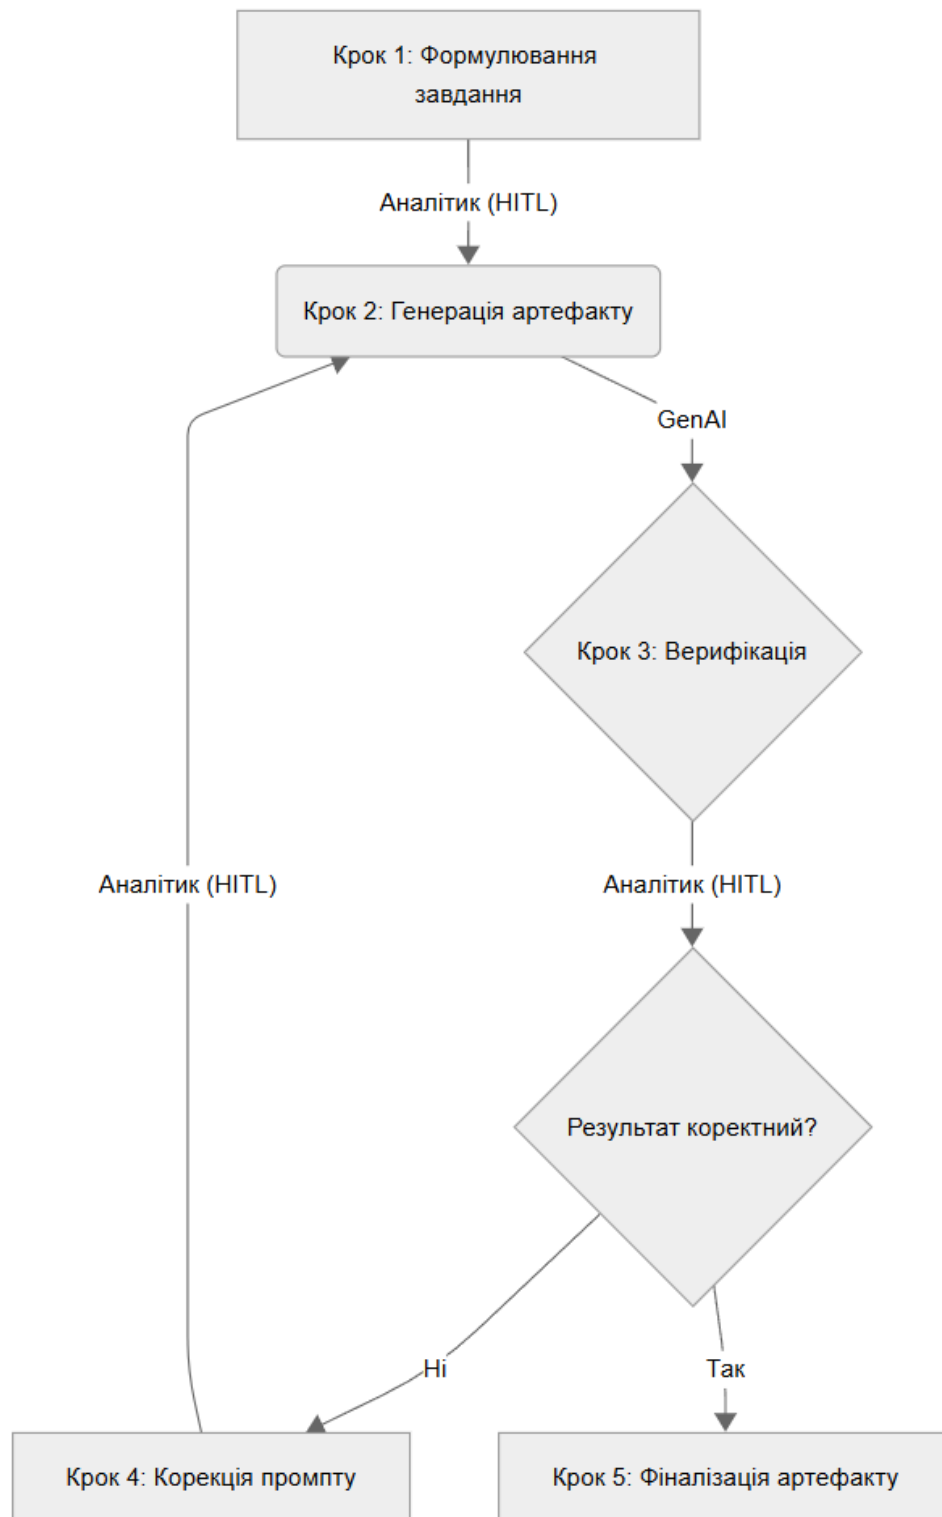 Крок 1: Формулювання
завдання
Аналітик (HITL)
Крок 2: Генерація артефакту
GenAI
Крок 3: Верифікація
Аналітик (HITL)
Аналітик (HITL)
Результат коректний?
Ні
Так
Крок 4: Корекція промпту
Крок 5: Фіналізація артефакту